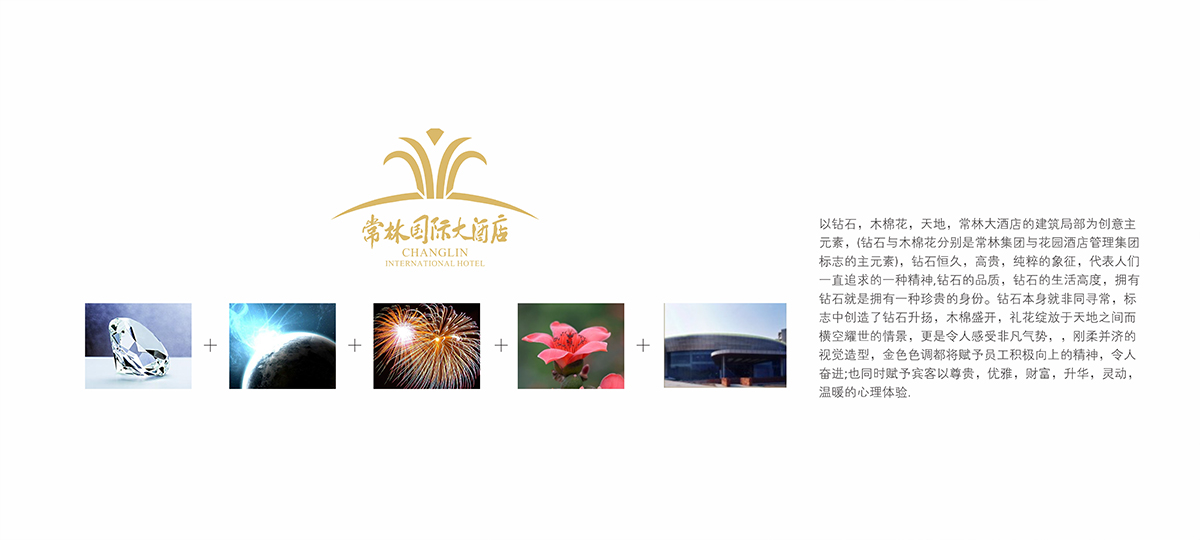 常林国际大酒店
CHANGLIN
INTERNATIONAL HOTEL
+ + + +
以钻石，木棉花，天地，常林大酒店的建筑局部为创意主
元素，(钻石与木棉花分别是常林集团与花园酒店管理集团
标志的主元素)，钻石恒久，高贵，纯粹的象征，代表人们
一直追求的一种精神,钻石的品质，钻石的生活高度，拥有
钻石就是拥有一种珍贵的身份。钻石本身就非同寻常，标
志中创造了钻石升扬，木棉盛开，礼花绽放于天地之间而
横空耀世的情景，更是令人感受非凡气势，，刚柔并济的
视觉造型，金色色调都将赋予员工积极向上的精神，令人
奋进;也同时赋予宾客以尊贵，优雅，财富，升华，灵动，
温暖的心理体验.